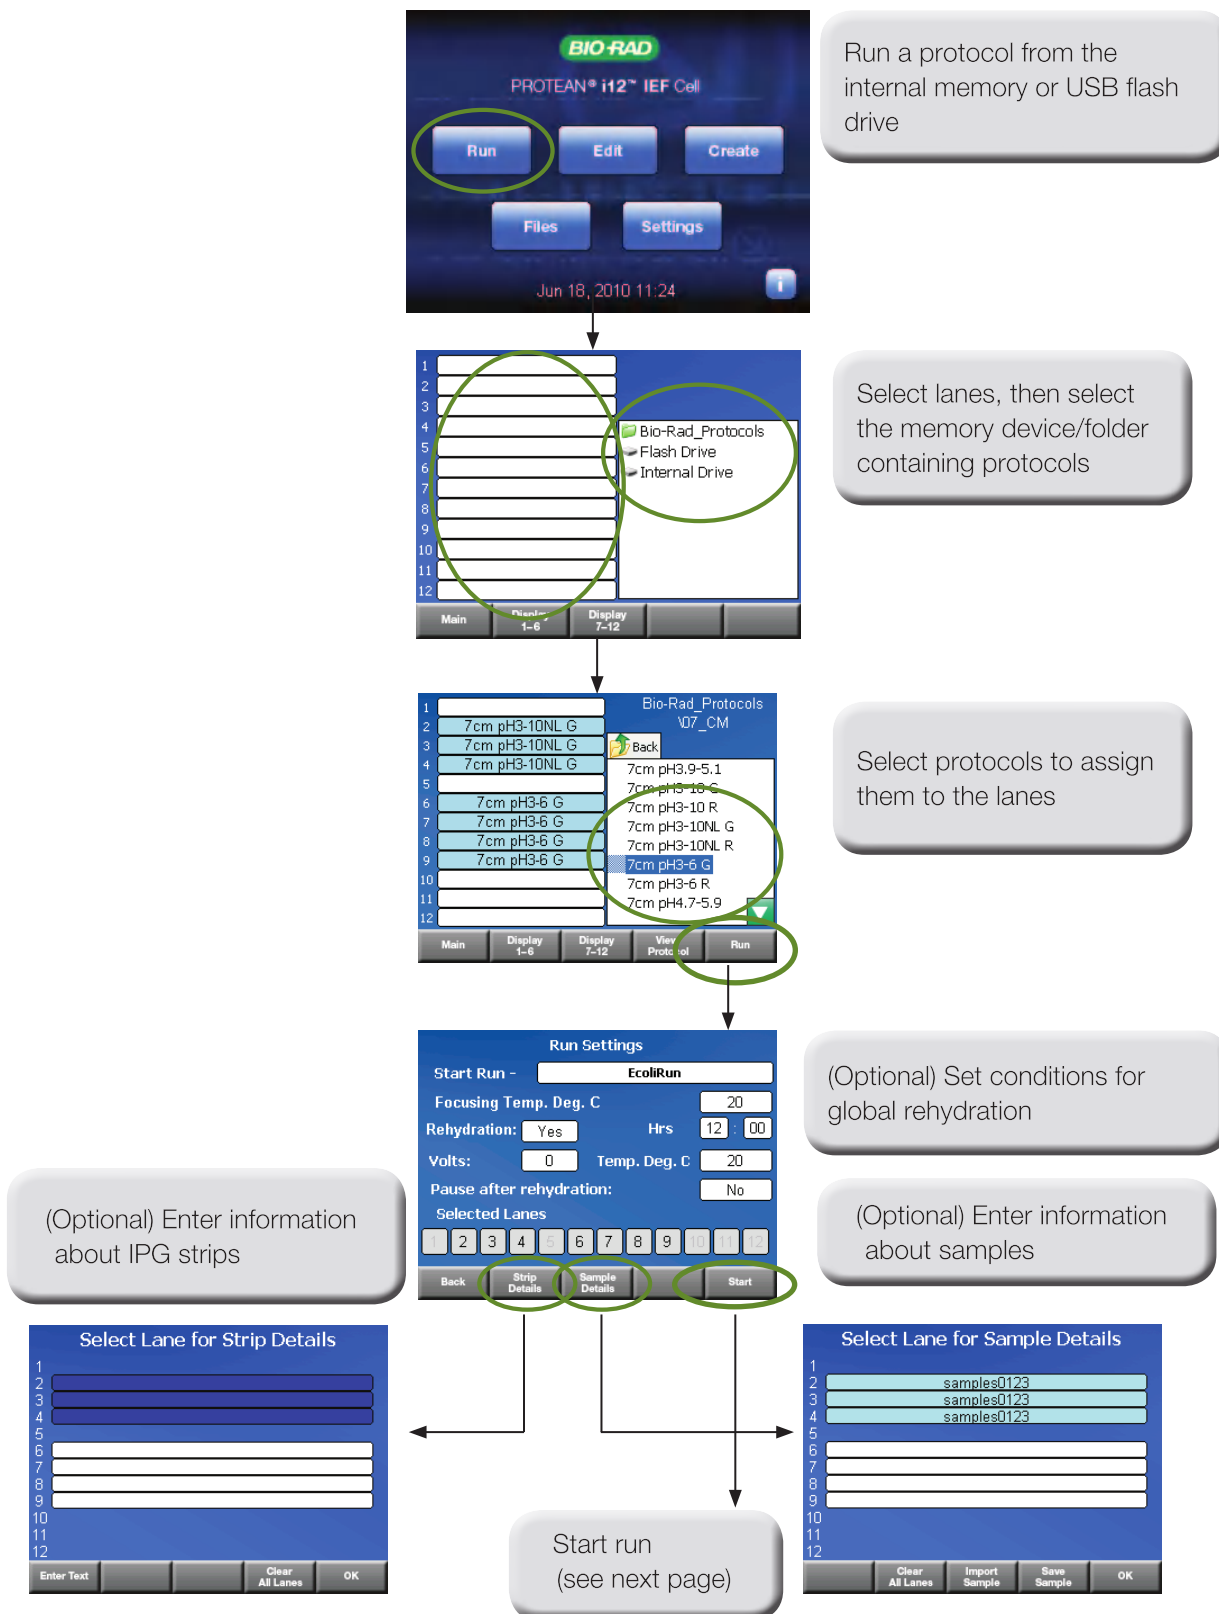 BIO-RAD
PROTEAN® i12™ IEF Cell
Run
Edit
Create
Files
Settings
Jun 18, 2010 11:24
i
Run a protocol from the
internal memory or USB flash
drive
1
2
3
4
5
6
7
8
9
10
11
12
Bio-Rad_Protocols
Flash Drive
Internal Drive
Main
Display
1–6
Display
7–12
Select lanes, then select
the memory device/folder
containing protocols
Bio-Rad_Protocols
\07_CM
Back
1
2 7cm pH3-10NL G
3 7cm pH3-10NL G
4 7cm pH3-10NL G
5
6 7cm pH3-6 G
7 7cm pH3-6 G
8 7cm pH3-6 G
9 7cm pH3-6 G
10
11
12
7cm pH3.9-5.1
7cm pH3-10 G
7cm pH3-10 R
7cm pH3-10NL G
7cm pH3-10NL R
7cm pH3-6 G
7cm pH3-6 R
7cm pH4.7-5.9
Main
Display
1–6
Display
7–12
View
Protocol
Run
Select protocols to assign
them to the lanes
Run Settings
Start Run - EcoliRun
Focusing Temp. Deg. C 20
Rehydration: Yes Hrs 12 : 00
Volts: 0 Temp. Deg. C 20
Pause after rehydration: No
Selected Lanes
1 2 3 4 5 6 7 8 9 10 11 12
Back
Strip
Details
Sample
Details
Start
(Optional) Set conditions for
global rehydration
(Optional) Enter information
about IPG strips
(Optional) Enter information
about samples
Select Lane for Strip Details
1
2
3
4
5
6
7
8
9
10
11
12
Enter Text
Clear
All Lanes
OK
Start run
(see next page)
Select Lane for Sample Details
1
2 samples0123
3 samples0123
4 samples0123
5
6
7
8
9
10
11
12
Clear
All Lanes
Import
Sample
Save
Sample
OK